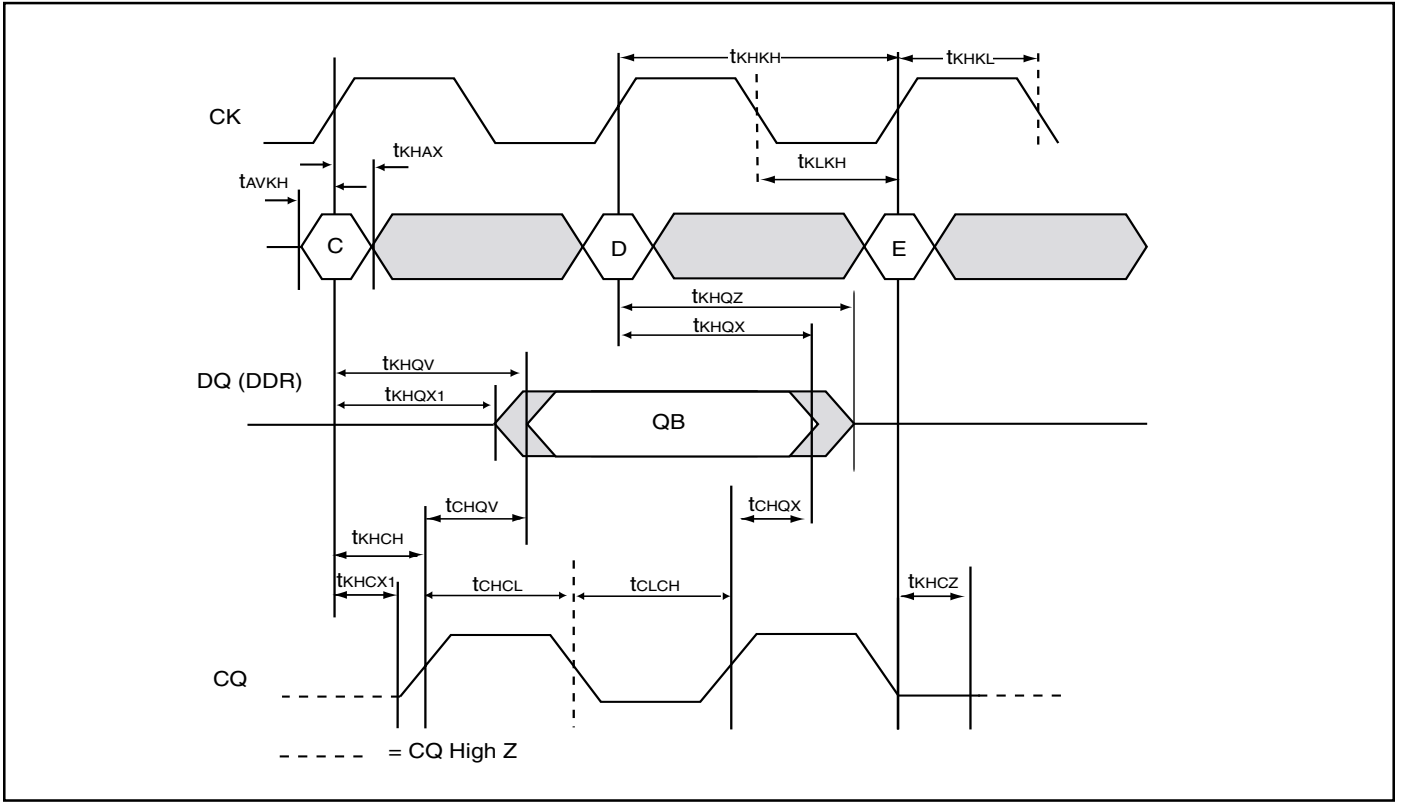 tKHKH
tKHKL
CK
tKHAX
tKLKH
tAVKH
C
D
E
tKHQZ
tKHQX
tKHQV
DQ (DDR)
tKHQX1
QB
tCHQV
tCHQX
tKHCH
tKHCX1
tCHCL
tCLCH
tKHCZ
CQ
= CQ High Z